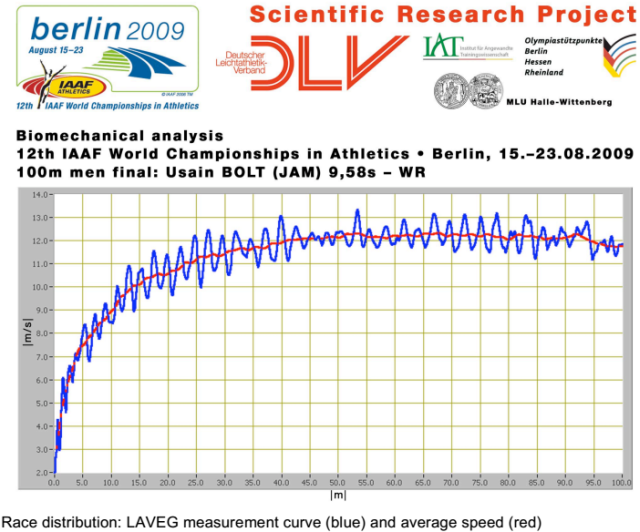 berlin 2009
August 15–23
IAAF
ATHLETICS
© IAAF 2006 TM
12th IAAF World Championships in Athletics
Scientific Research Project
Deutscher
Leichtathletik-
Verband
DLV
IAT
Institut für Angewandte
Trainingswissenschaft
Olympiastützpunkte
Berlin
Hessen
Rheinland
MLU Halle-Wittenberg
Biomechanical analysis
12th IAAF World Championships in Athletics • Berlin, 15.–23.08.2009
100m men final: Usain BOLT (JAM) 9,58s – WR
14.0
13.0
12.0
11.0
10.0
9.0
8.0
7.0
6.0
5.0
4.0
3.0
2.0
|m/s|
0.0 5.0 10.0 15.0 20.0 25.0 30.0 35.0 40.0 45.0 50.0 55.0 60.0 65.0 70.0 75.0 80.0 85.0 90.0 95.0 100.0
|m|
Race distribution: LAVEG measurement curve (blue) and average speed (red)